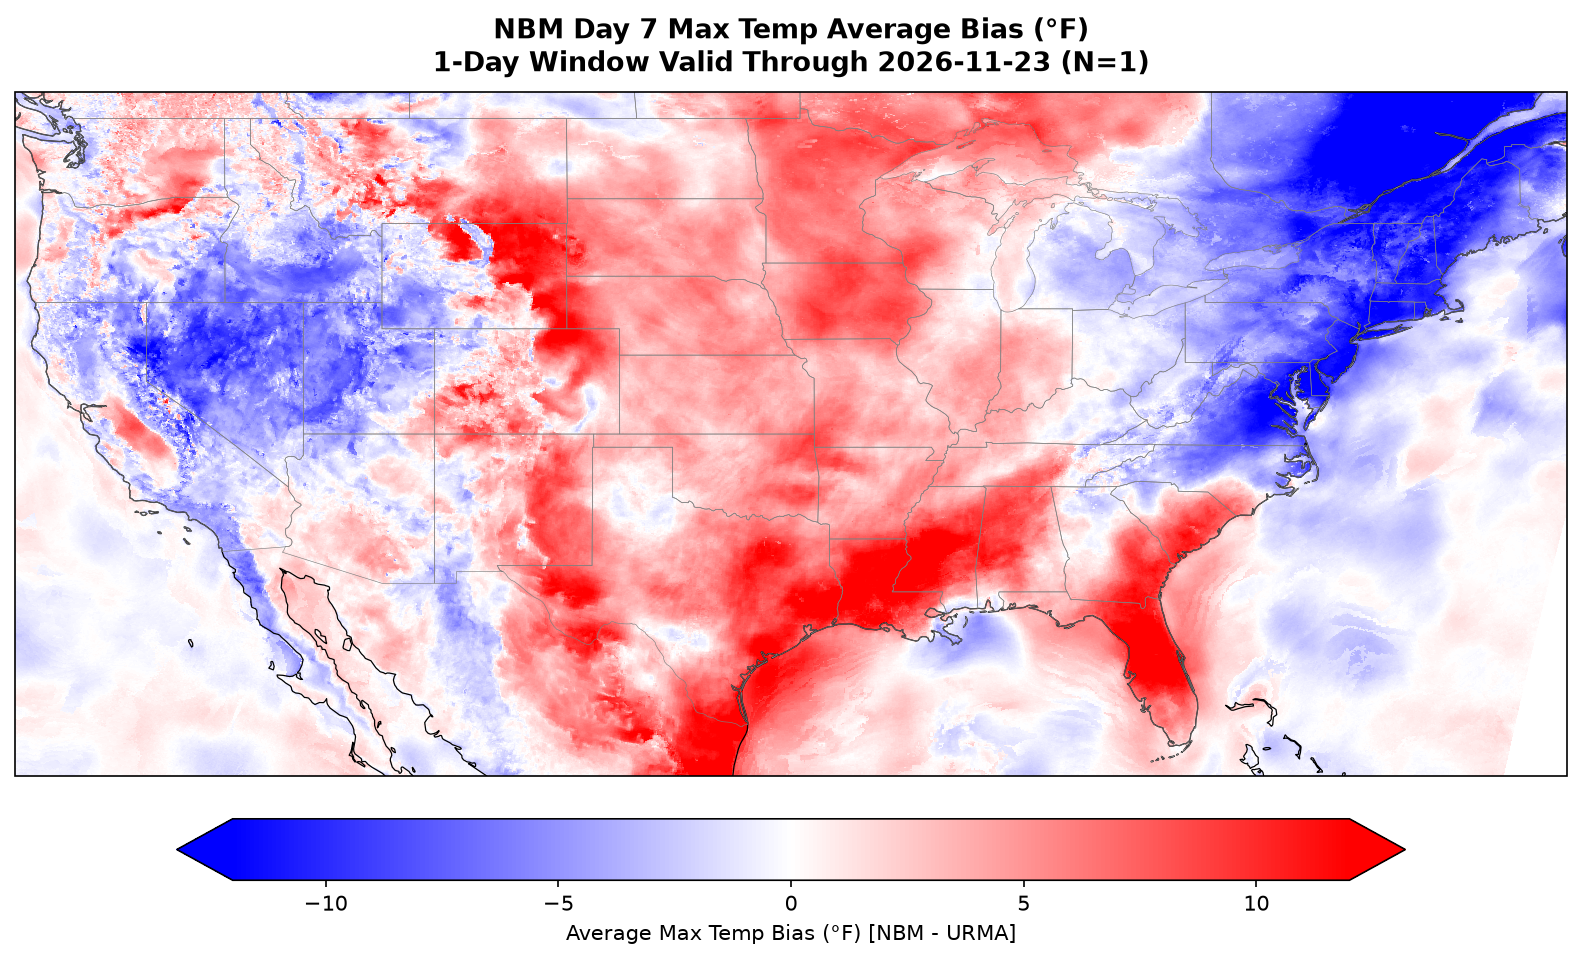 NBM Day 7 Max Temp Average Bias (°F)
1-Day Window Valid Through 2026-11-23 (N=1)
−10 −5 0 5 10
Average Max Temp Bias (°F) [NBM - URMA]